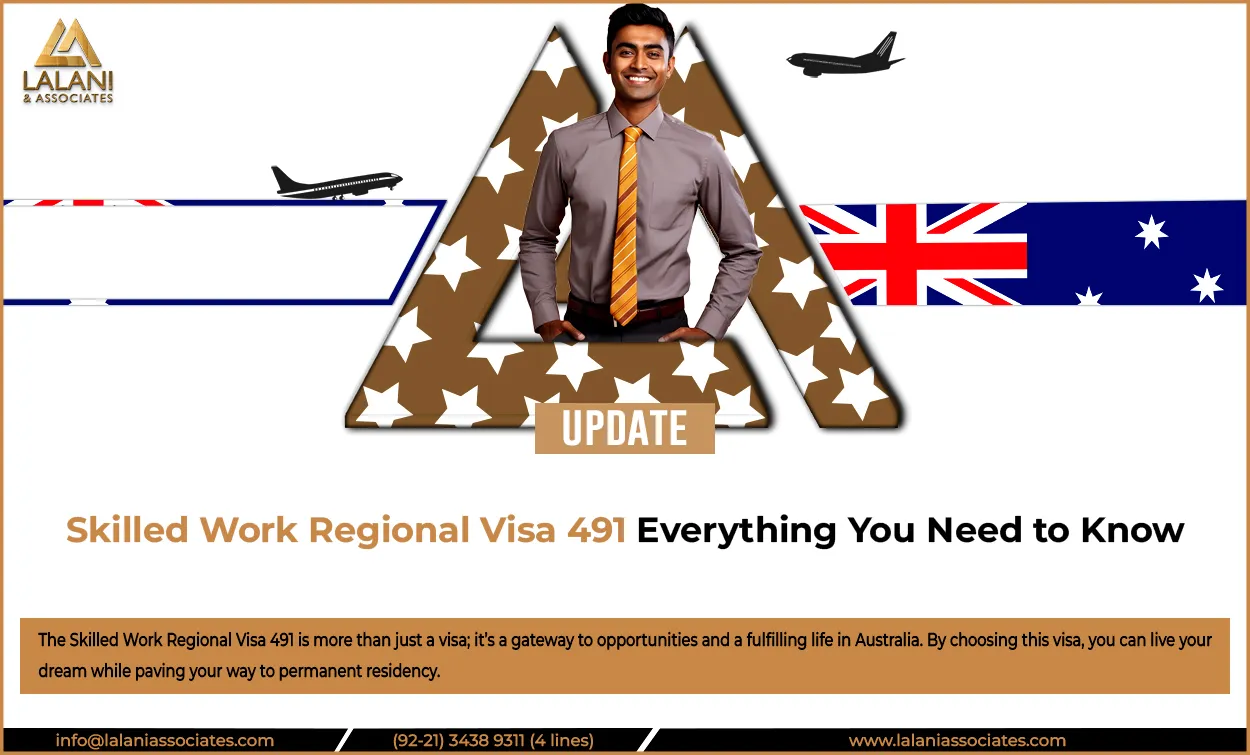 LALANI
& ASSOCIATES
UPDATE
Skilled Work Regional Visa 491 Everything You Need to Know
The Skilled Work Regional Visa 491 is more than just a visa; it's a gateway to opportunities and a fulfilling life in Australia. By choosing this visa, you can live your
dream while paving your way to permanent residency.
info@lalaniassociates.com (92-21) 3438 9311 (4 lines) www.lalaniassociates.com